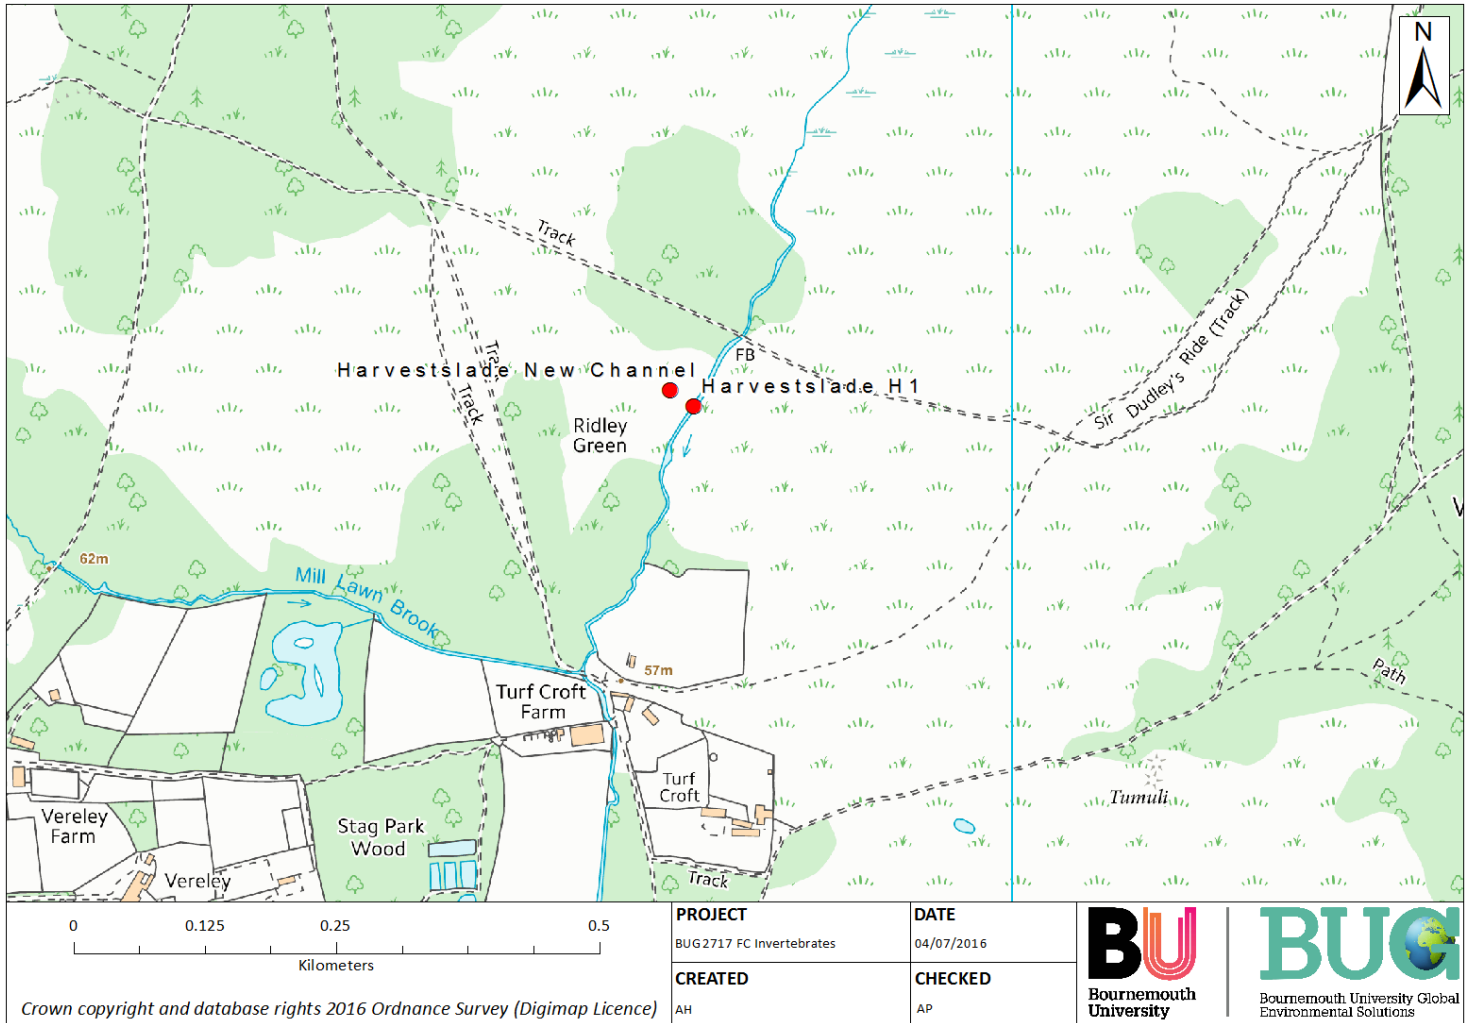 N
Track
FB
Sir Dudley's Ride (Track)
Track
Harvestslade New Channel
Harvestslade H1
Track
Ridley
Green
62m
Mill Lawn Brook
57m
Path
Turf Croft
Farm
Turf
Croft
Tumuli
Vereley
Farm
Stag Park
Wood
Vereley
Track
0 0.125 0.25 0.5
Kilometers
Crown copyright and database rights 2016 Ordnance Survey (Digimap Licence)
PROJECT
BUG2717 FC Invertebrates
DATE
04/07/2016
CREATED
AH
CHECKED
AP
BU
Bournemouth
University
BUG
Bournemouth University Global
Environmental Solutions